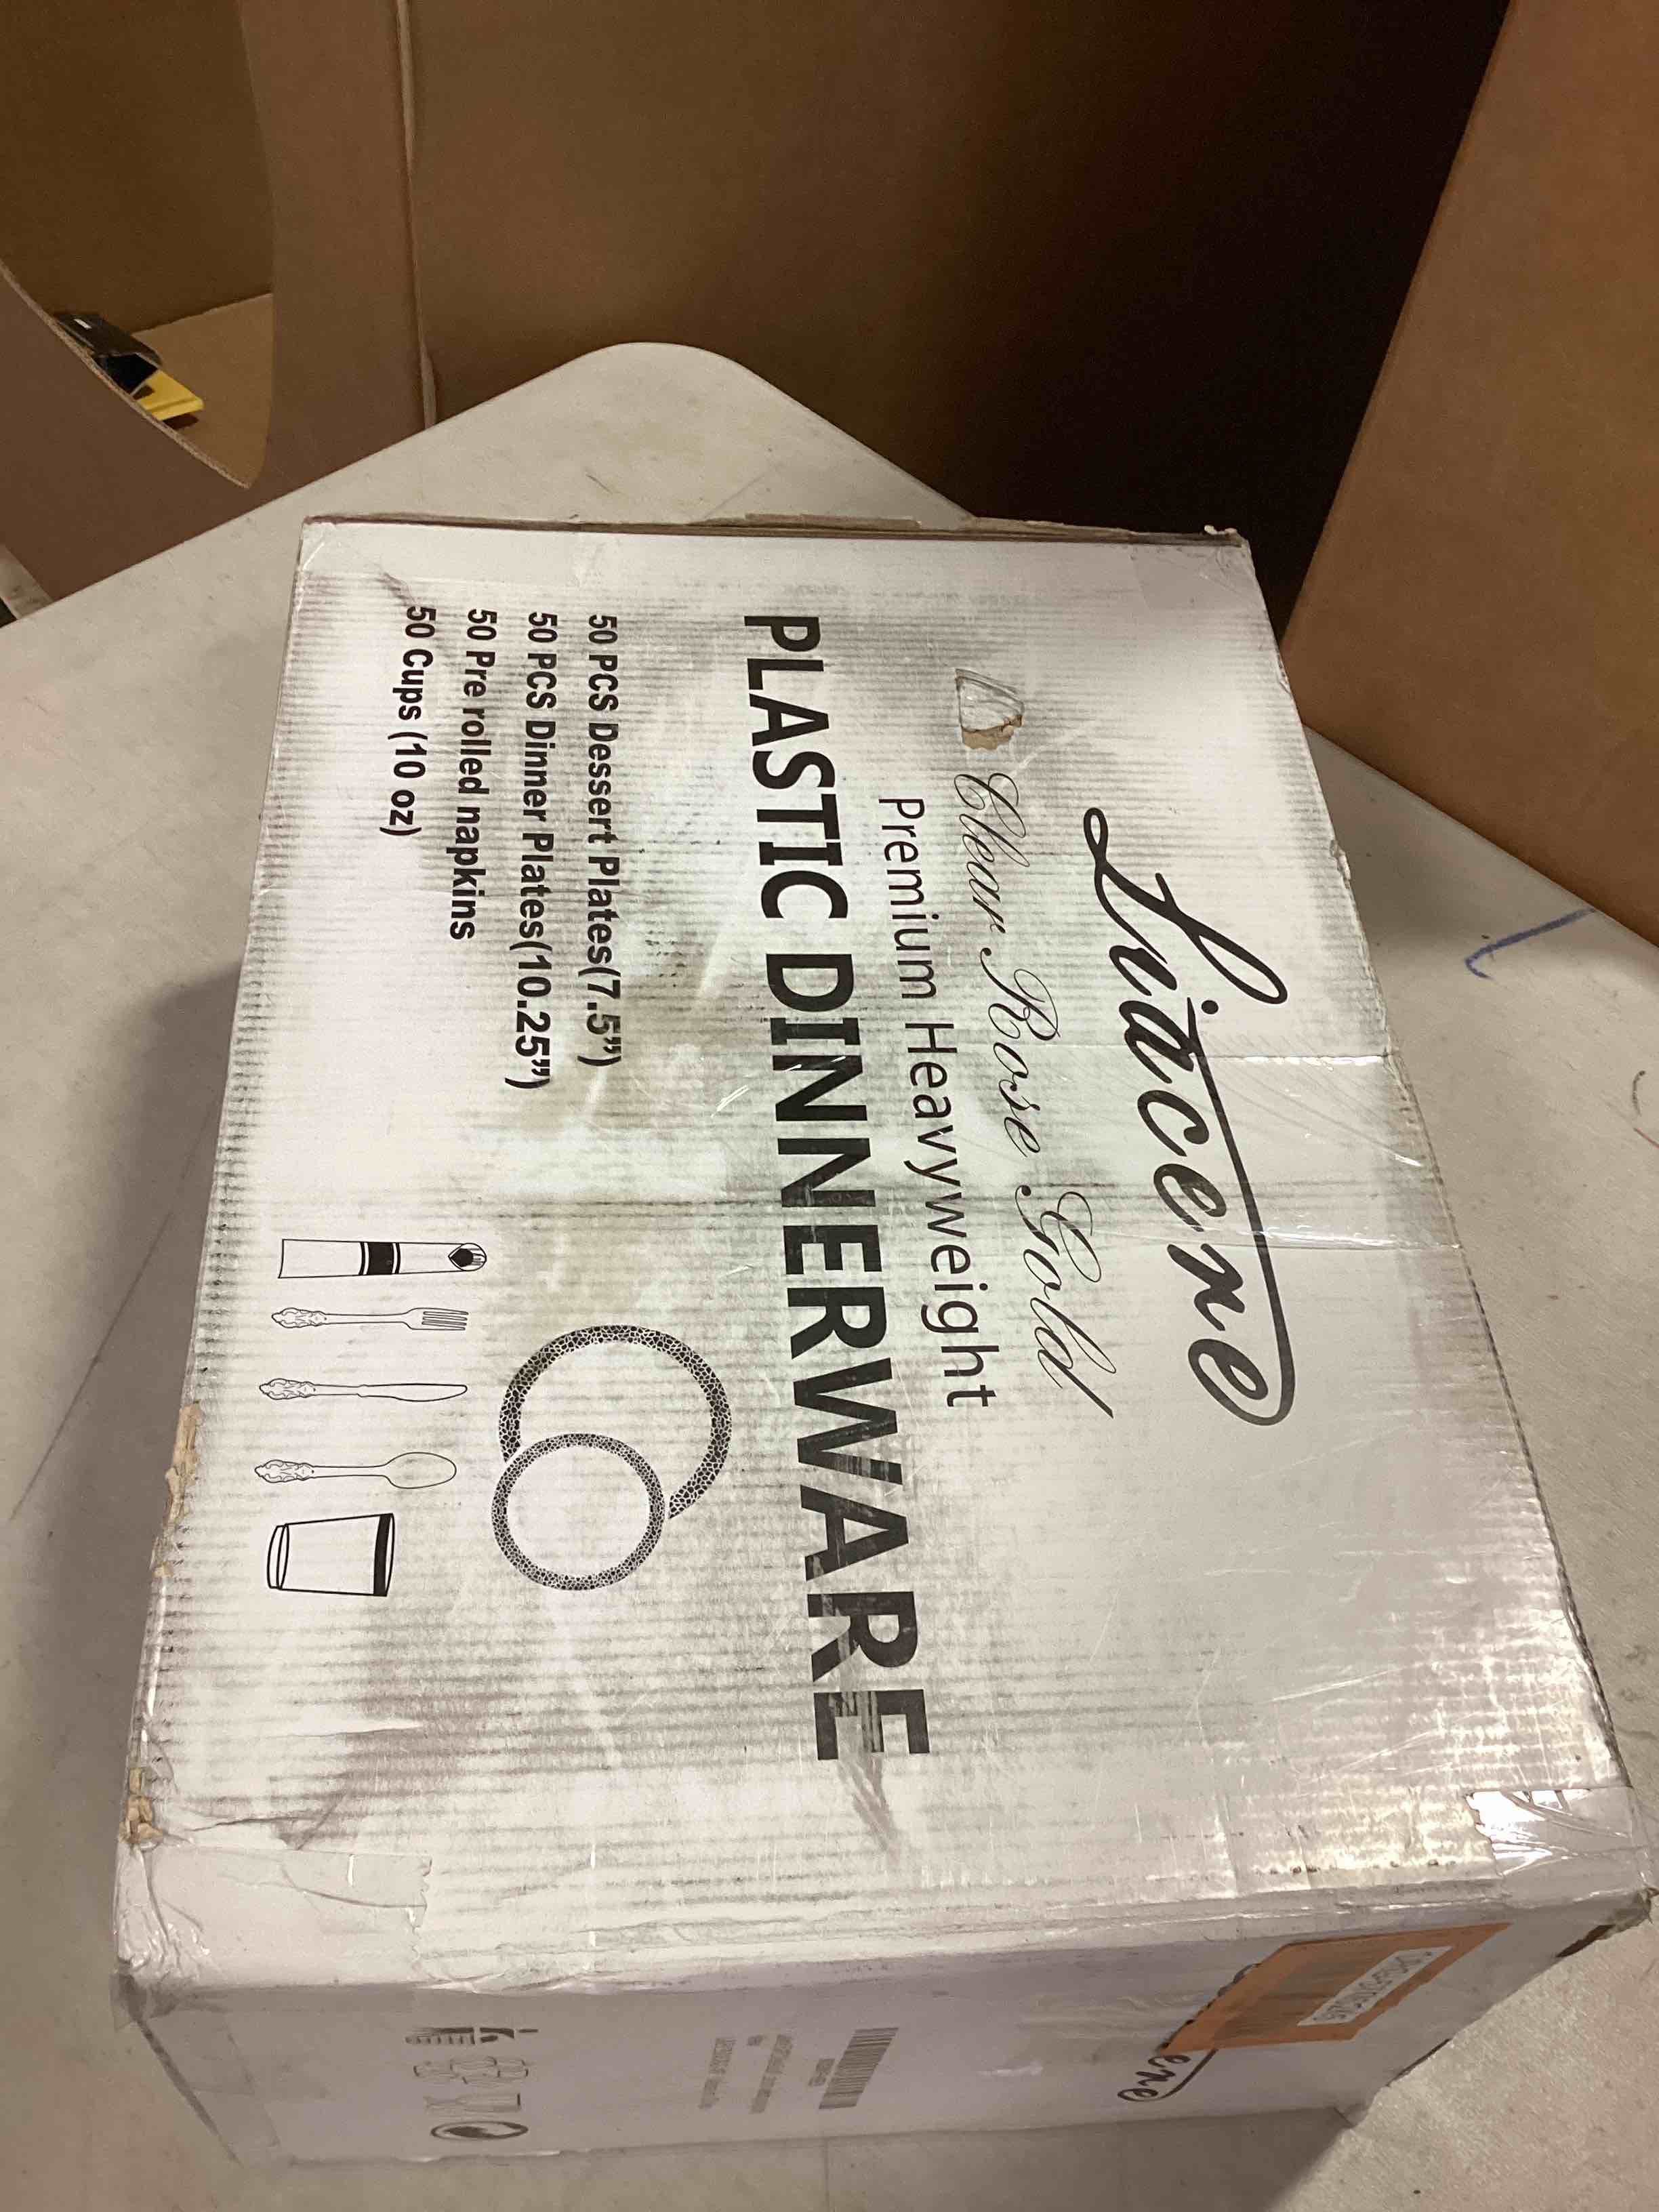 Liacere
Clear Rose Gold
Premium Heavyweight
PLASTIC DINNERWARE
50 PCS Dessert Plates(7.5”)
50 PCS Dinner Plates(10.25”)
50 Pre rolled napkins
50 Cups (10 oz)